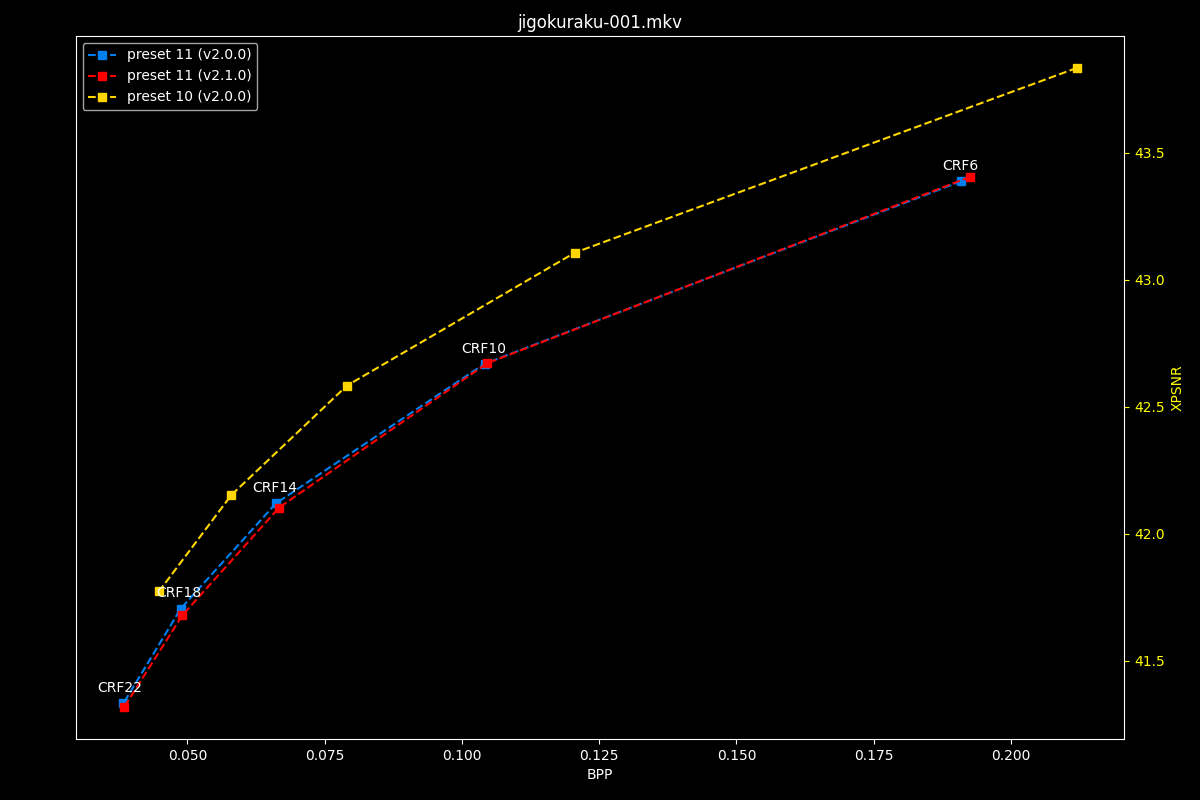 jigokuraku-001.mkv
preset 11 (v2.0.0)
preset 11 (v2.1.0)
preset 10 (v2.0.0)
CRF6
CRF10
CRF14
CRF18
CRF22
43.5
43.0
42.5
42.0
41.5
XPSNR
0.050 0.075 0.100 0.125 0.150 0.175 0.200
BPP